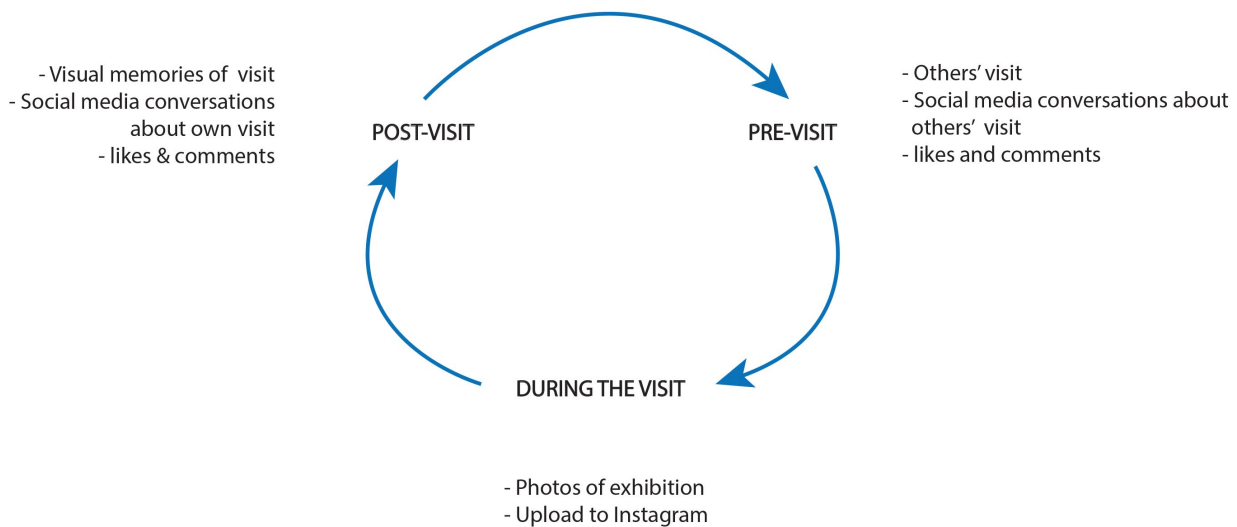 - Visual memories of visit
- Social media conversations
about own visit
- likes & comments
POST-VISIT
PRE-VISIT
- Others’ visit
- Social media conversations about
others’ visit
- likes and comments
DURING THE VISIT
- Photos of exhibition
- Upload to Instagram